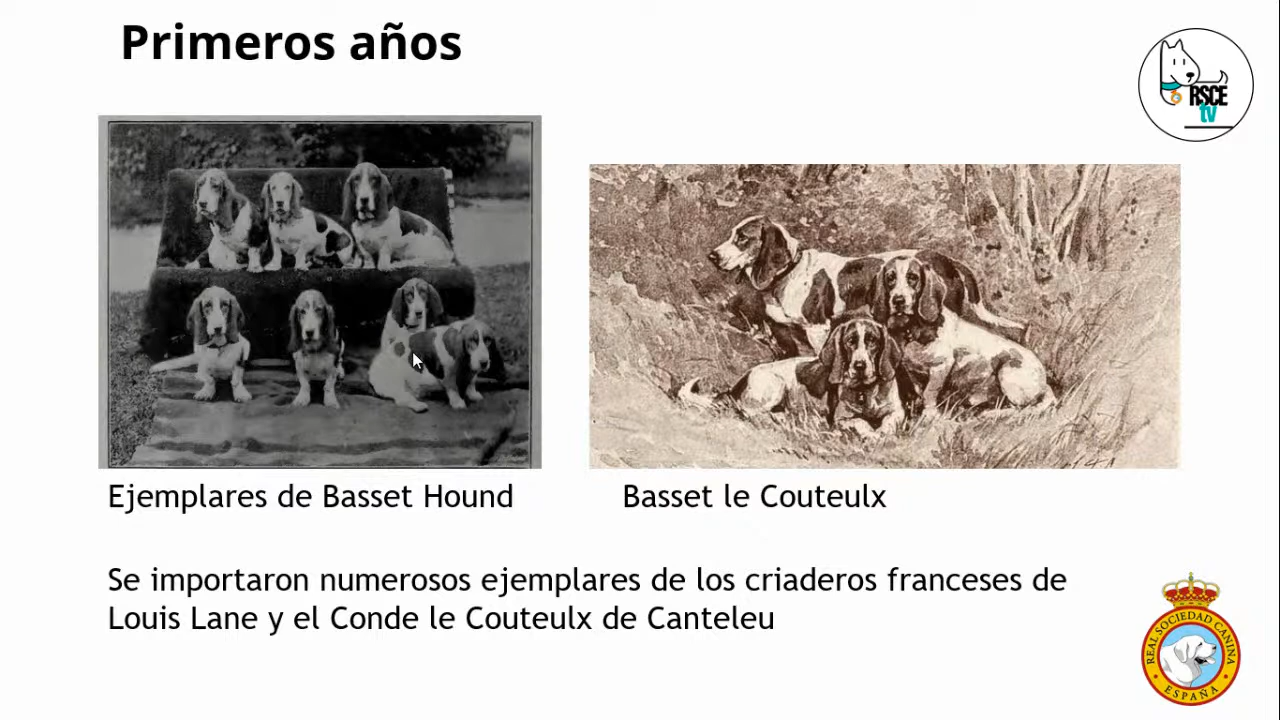 Primeros años
RSCE
tv
Ejemplares de Basset Hound
Basset le Couteulx
Se importaron numerosos ejemplares de los criaderos franceses de
Louis Lane y el Conde le Couteulx de Canteleu
REAL SOCIEDAD CANINA
ESPAÑA